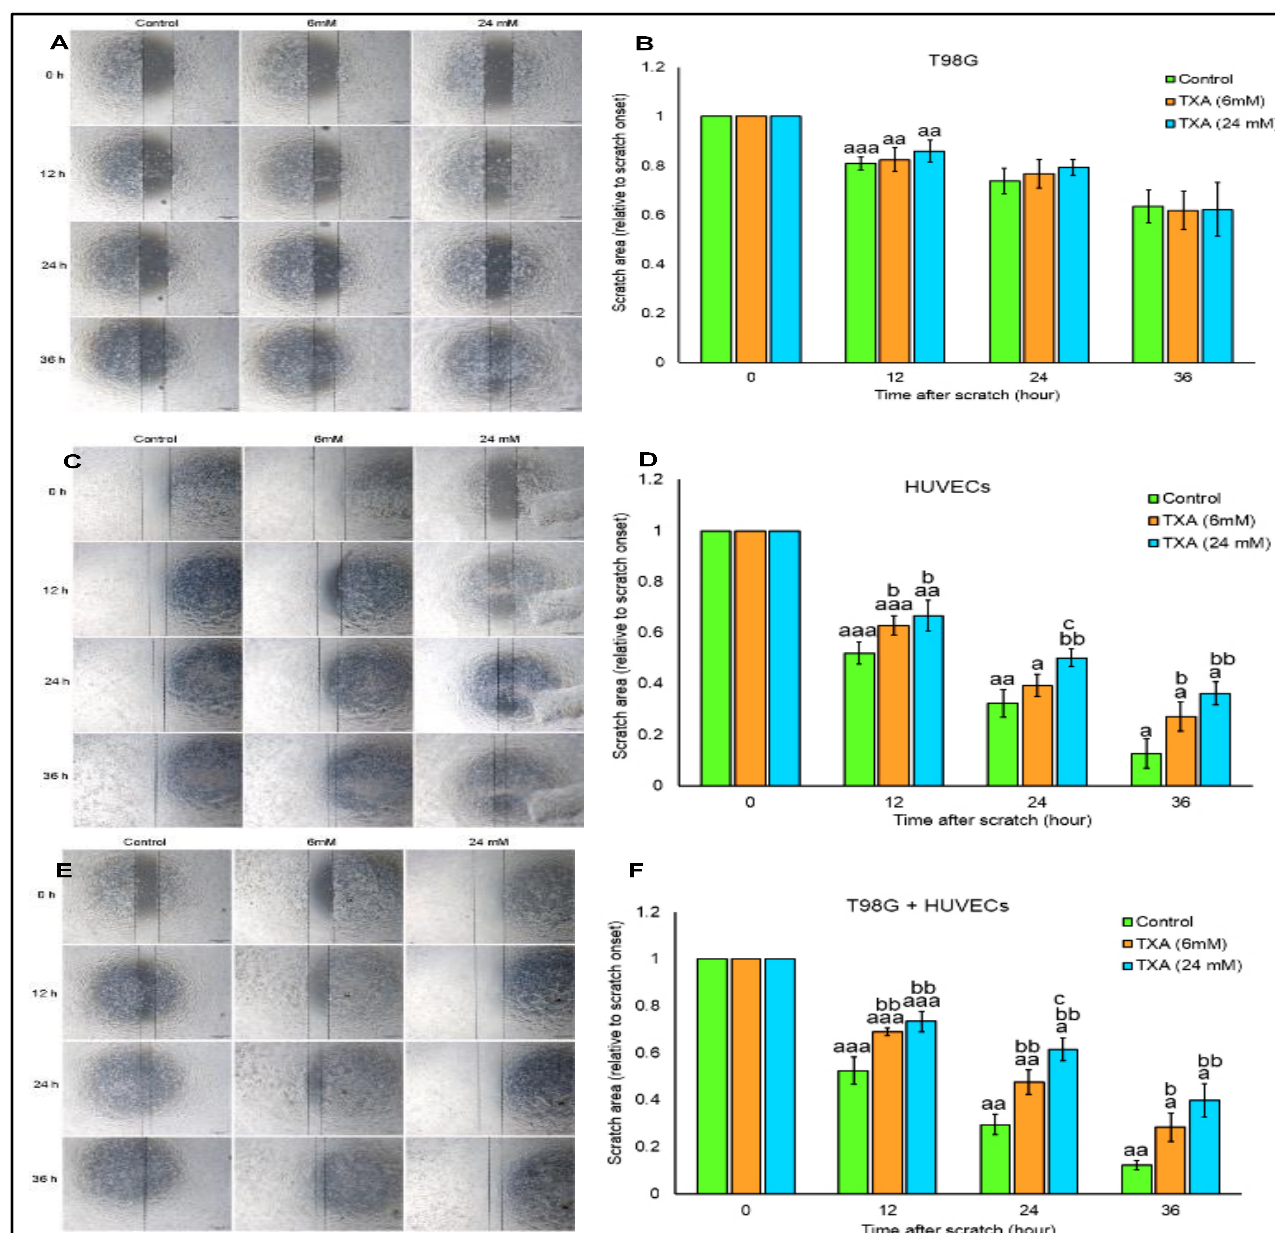 Control 6mM 24 mM
A
0 h
12 h
24 h
36 h
B
T98G
Control
TXA (6mM)
TXA (24 mM)
Scratch area (relative to scratch onset)
1.2
1
0.8
0.6
0.4
0.2
0
aaa aa aa
0 12 24 36
Time after scratch (hour)
Control 6mM 24 mM
C
0 h
12 h
24 h
36 h
D
HUVECs
Control
TXA (6mM)
TXA (24 mM)
Scratch area (relative to scratch onset)
1.2
1
0.8
0.6
0.4
0.2
0
aaa
b
aaa
b
aa
aa
a
c
bb
a
b
a
bb
a
0 12 24 36
Time after scratch (hour)
Control 6mM 24 mM
E
0 h
12 h
24 h
36 h
F
T98G + HUVECs
Control
TXA (6mM)
TXA (24 mM)
Scratch area (relative to scratch onset)
1.2
1
0.8
0.6
0.4
0.2
0
aaa
bb
aaa
bb
aaa
aa
bb
aa
c
bb
a
aa
b
a
bb
a
0 12 24 36
Time after scratch (hour)